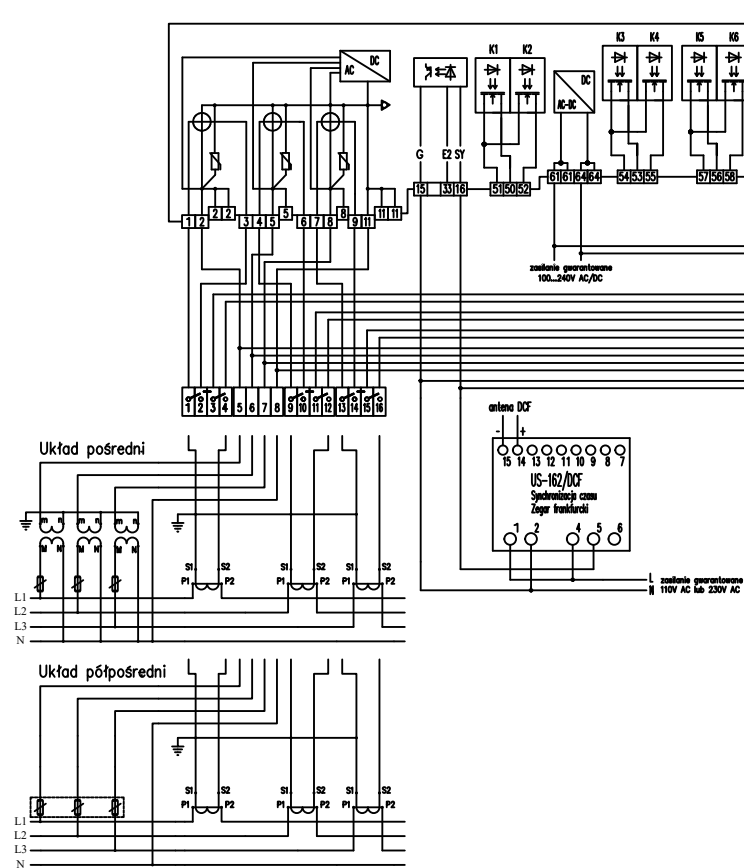 K3 K4 K5 K6
K1 K2
DC
AC
DC
AC-DC
G E2 SY
15 33 16 51 50 52 61 61 64 64 54 53 55 57 56 58
2 2 5 8 11 11
1 2 3 4 5 6 7 8 9 11
zasilanie gwarantowane
100...240V AC/DC
1 2 3 4 5 6 7 8 9 10 11 12 13 14 15 16
antena DCF
- +
15 14 13 12 11 10 9 8 7
US-162/DCF
Synchronizacja czasu
Zegar frankfurcki
1 2 4 5 6
L zasilanie gwarantowane
N 110V AC lub 230V AC
Układ pośredni
m n m n m n
M N M N M N
S1 S2 S1 S2 S1 S2
P1 P2 P1 P2 P1 P2
L1
L2
L3
N
Układ półpośredni
S1 S2 S1 S2 S1 S2
P1 P2 P1 P2 P1 P2
L1
L2
L3
N